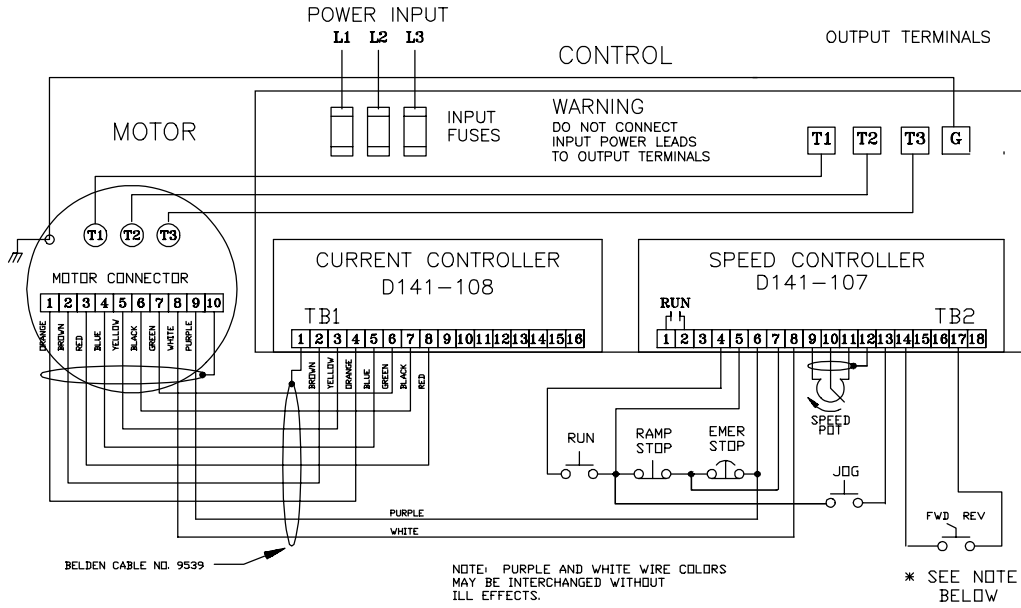 POWER INPUT
L1 L2 L3
OUTPUT TERMINALS
CONTROL
MOTOR
INPUT
FUSES
WARNING
DO NOT CONNECT
INPUT POWER LEADS
TO OUTPUT TERMINALS
T1 T2 T3 G
T1 T2 T3
MOTOR CONNECTOR
1 2 3 4 5 6 7 8 9 10
ORANGE BROWN RED BLUE YELLOW BLACK GREEN WHITE PURPLE
CURRENT CONTROLLER
D141-108
TB1
1 2 3 4 5 6 7 8 9 10 11 12 13 14 15 16
BROWN YELLOW ORANGE BLUE GREEN BLACK RED
SPEED CONTROLLER
D141-107
RUN
TB2
1 2 3 4 5 6 7 8 9 10 11 12 13 14 15 16 17 18
SPEED
POT
RUN
RAMP
STOP
EMER
STOP
JOG
FWD REV
PURPLE
WHITE
BELDEN CABLE NO. 9539
NOTE: PURPLE AND WHITE WIRE COLORS
MAY BE INTERCHANGED WITHOUT
ILL EFFECTS.
* SEE NOTE
BELOW